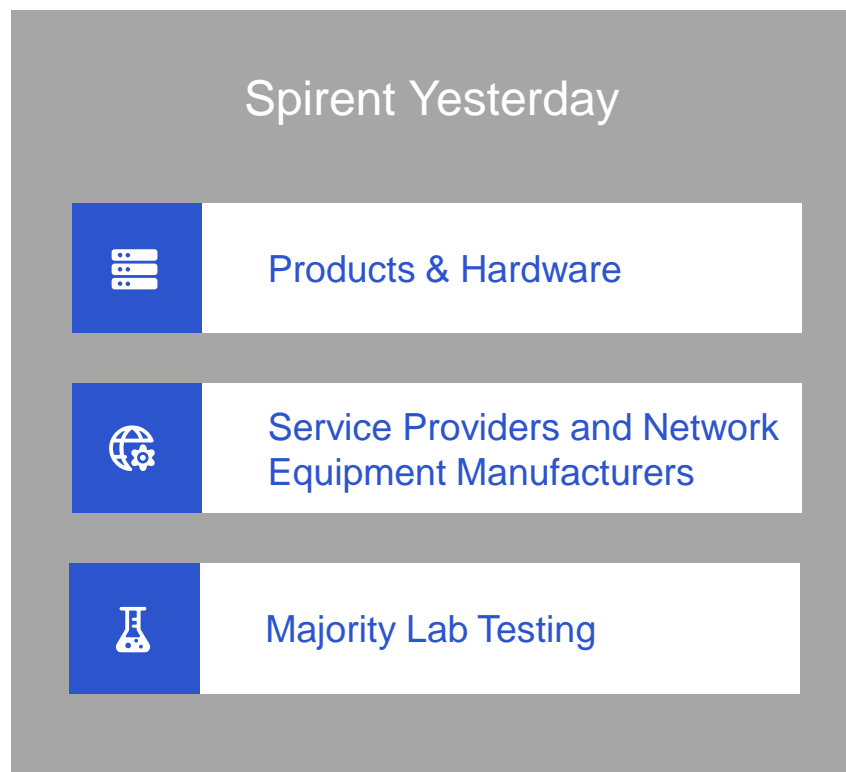 Spirent Yesterday
Products & Hardware
Service Providers and Network
Equipment Manufacturers
Majority Lab Testing